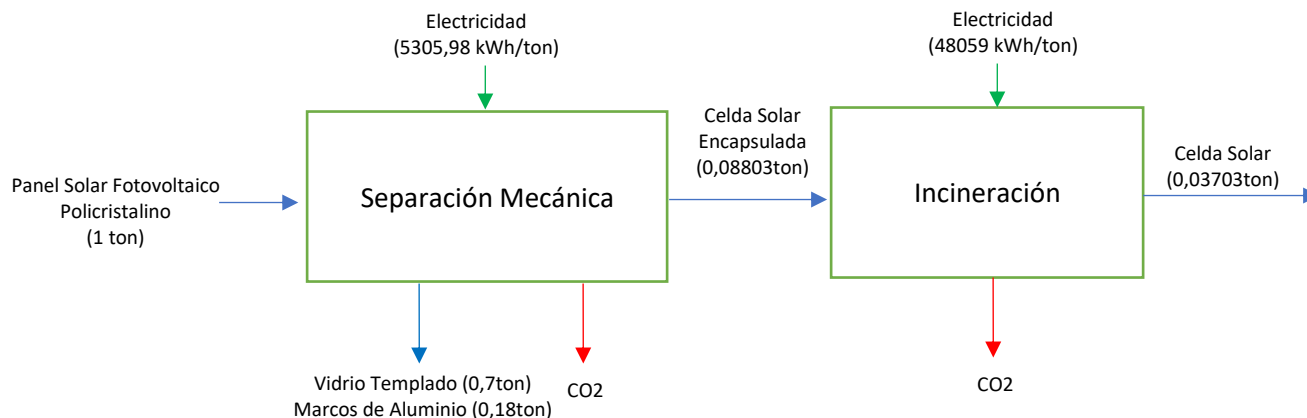 Electricidad
(5305,98 kWh/ton)
Electricidad
(48059 kWh/ton)
Panel Solar Fotovoltaico
Policristalino
(1 ton)
Separación Mecánica
Celda Solar
Encapsulada
(0,08803ton)
Incineración
Celda Solar
(0,03703ton)
Vidrio Templado (0,7ton)
Marcos de Aluminio (0,18ton)
CO2
CO2